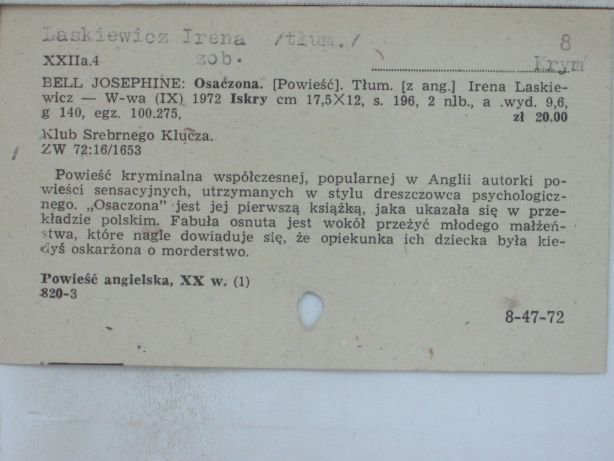 Laskiewicz Irena /tłum./ 8
XXIIa.4 zob. krym
BELL JOSEPHINE: Osaczona. [Powieść]. Tłum. [z ang.] Irena Laskie-
wicz — W-wa (IX) 1972 Iskry cm 17,5×12, s. 196, 2 nlb., a .wyd. 9,6,
g 140, egz. 100.275, zł 20.00
Klub Srebrnego Klucza.
ZW 72:16/1653
Powieść kryminalna współczesnej, popularnej w Anglii autorki po-
wieści sensacyjnych, utrzymanych w stylu dreszczowca psychologicz-
nego. „Osaczona" jest jej pierwszą książką, jaka ukazała się w prze-
kładzie polskim. Fabuła osnuta jest wokół przeżyć młodego małżeń-
stwa, które nagle dowiaduje się, że opiekunka ich dziecka była kie-
dyś oskarżona o morderstwo.
Powieść angielska, XX w. (1)
820-3
8-47-72